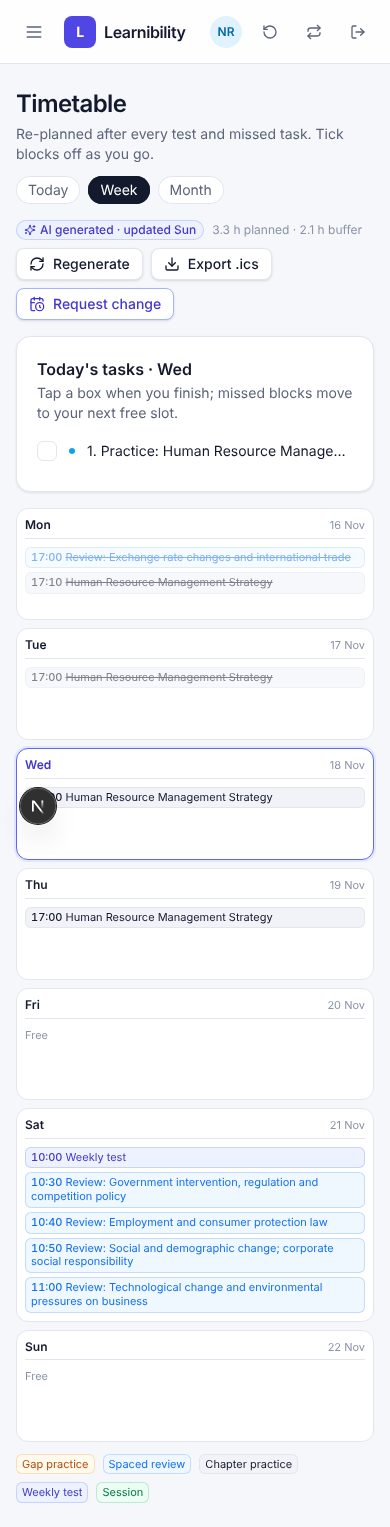 L Learnibility NR
Timetable
Re-planned after every test and missed task. Tick
blocks off as you go.
Today Week Month
AI generated · updated Sun 3.3 h planned · 2.1 h buffer
Regenerate Export .ics
Request change
Today's tasks · Wed
Tap a box when you finish; missed blocks move
to your next free slot.
1. Practice: Human Resource Manage...
Mon 16 Nov
17:00 Review: Exchange rate changes and international trade
17:10 Human Resource Management Strategy
Tue 17 Nov
17:00 Human Resource Management Strategy
Wed 18 Nov
N
Human Resource Management Strategy
Thu 19 Nov
17:00 Human Resource Management Strategy
Fri 20 Nov
Free
Sat 21 Nov
10:00 Weekly test
10:30 Review: Government intervention, regulation and
competition policy
10:40 Review: Employment and consumer protection law
10:50 Review: Social and demographic change; corporate
social responsibility
11:00 Review: Technological change and environmental
pressures on business
Sun 22 Nov
Free
Gap practice Spaced review Chapter practice
Weekly test Session